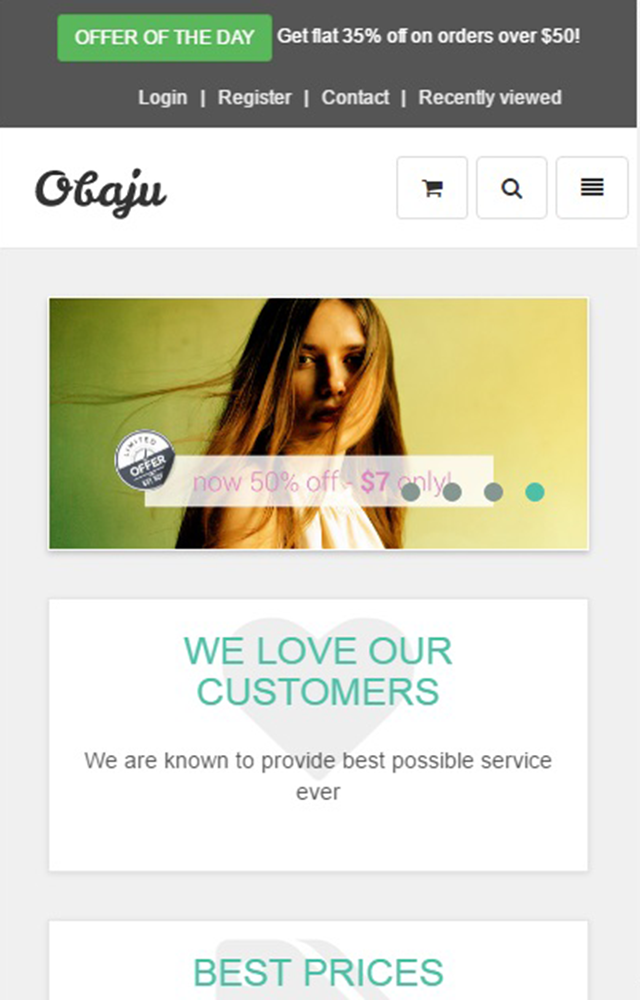 OFFER OF THE DAY Get flat 35% off on orders over $50!
Login | Register | Contact | Recently viewed
Obaju
LIMITED
OFFER
now 50% off - $7 only!
WE LOVE OUR
CUSTOMERS
We are known to provide best possible service
ever
BEST PRICES